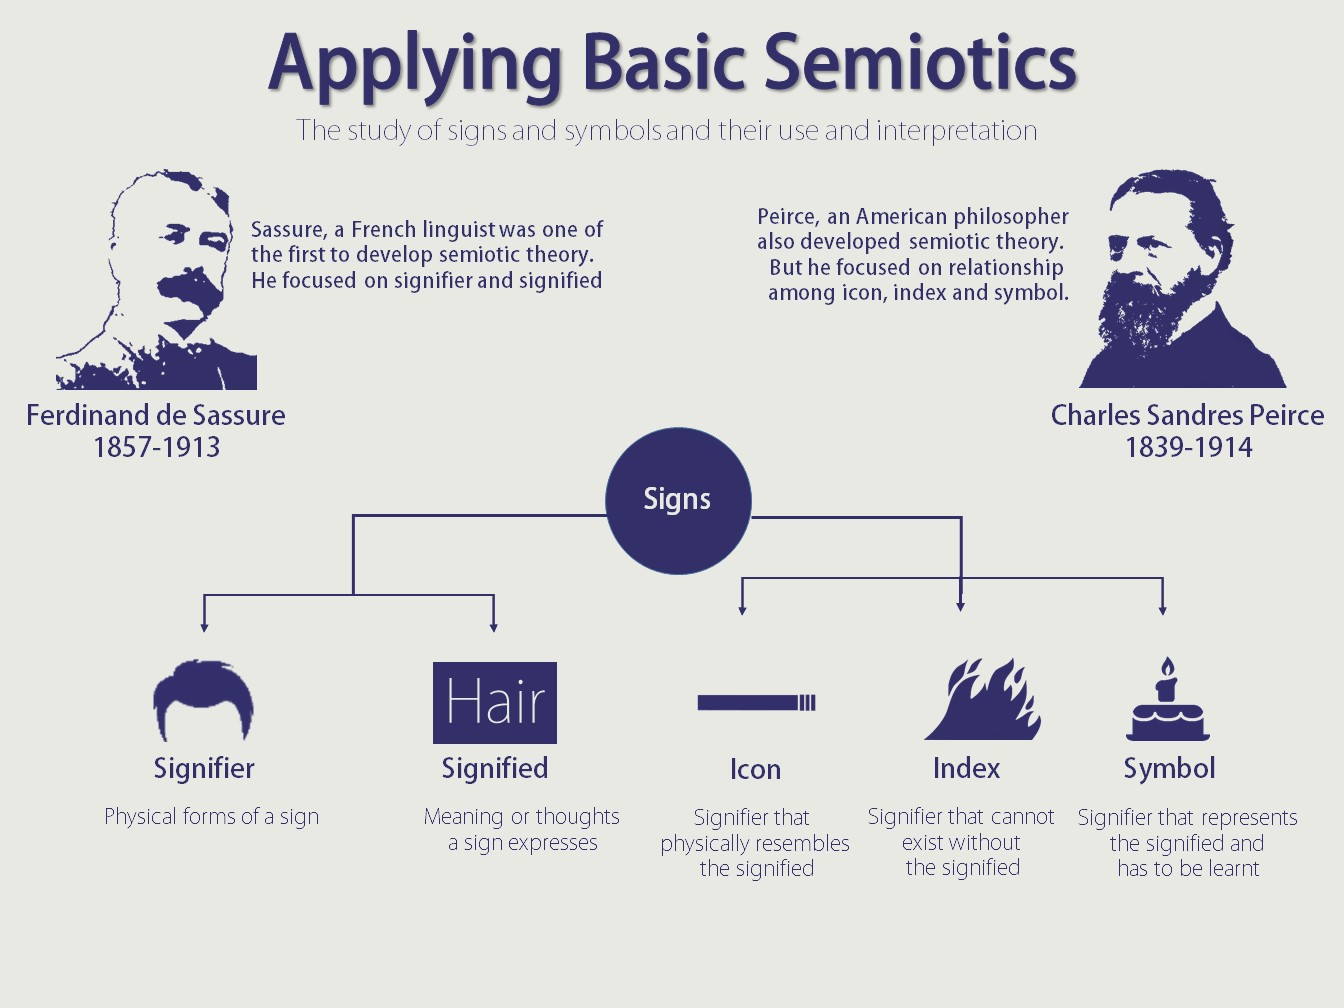 Applying Basic Semiotics
The study of signs and symbols and their use and interpretation
Sassure, a French linguist was one of
the first to develop semiotic theory.
He focused on signifier and signified
Peirce, an American philosopher
also developed semiotic theory.
But he focused on relationship
among icon, index and symbol.
Ferdinand de Sassure
1857-1913
Charles Sandres Peirce
1839-1914
Signs
Hair
Signifier
Physical forms of a sign
Signified
Meaning or thoughts
a sign expresses
Icon
Signifier that
physically resembles
the signified
Index
Signifier that cannot
exist without
the signified
Symbol
Signifier that represents
the signified and
has to be learnt